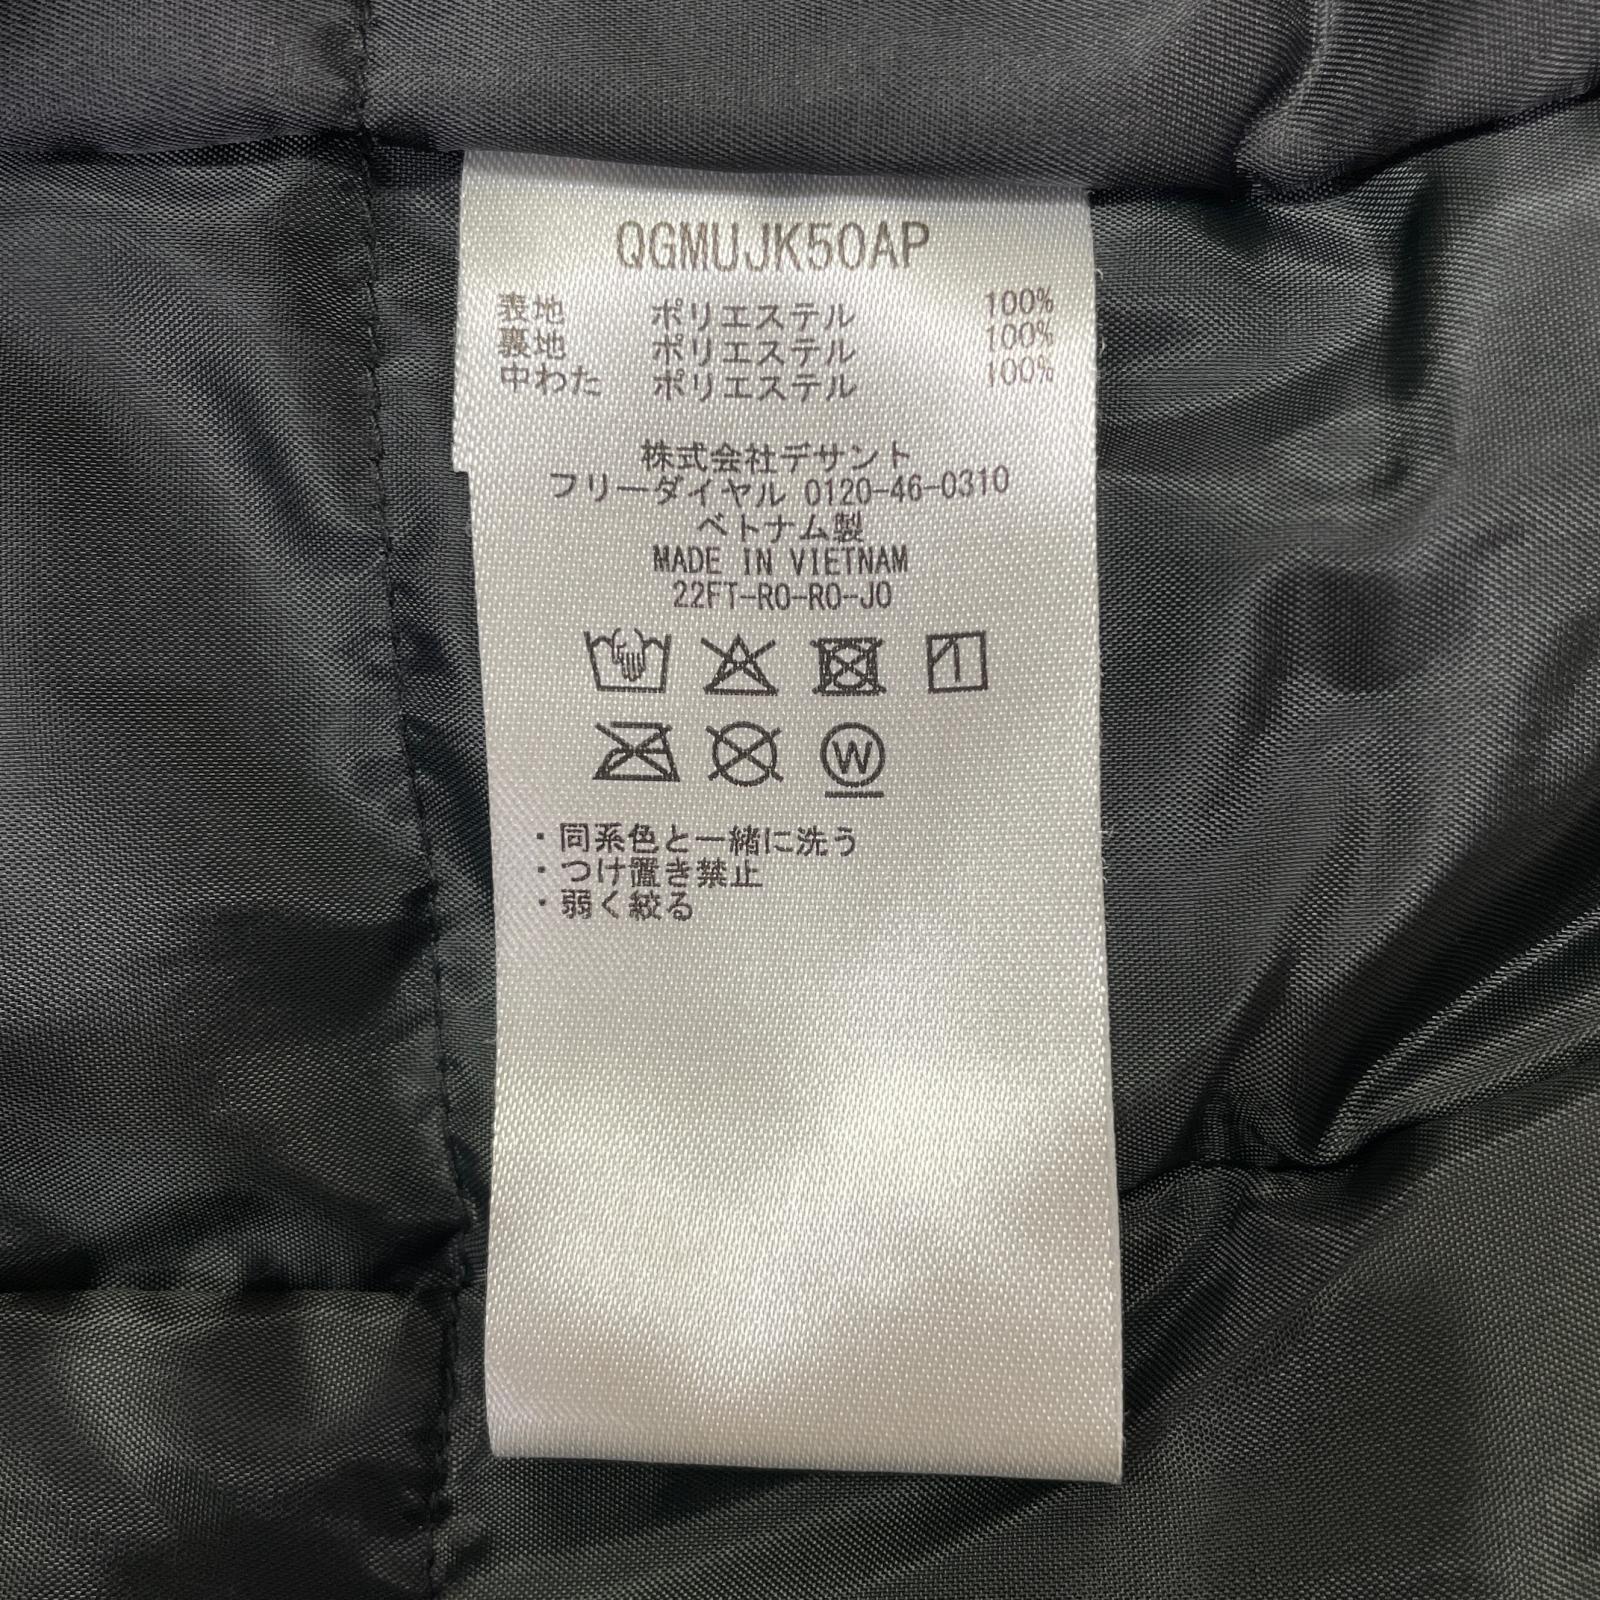 QGMUJK50AP
表地 ポリエステル 100%
裏地 ポリエステル 100%
中わた ポリエステル 100%
株式会社デサント
フリーダイヤル 0120-46-0310
ベトナム製
MADE IN VIETNAM
22FT-RO-RO-JO
W
・同系色と一緒に洗う
・つけ置き禁止
・弱く絞る